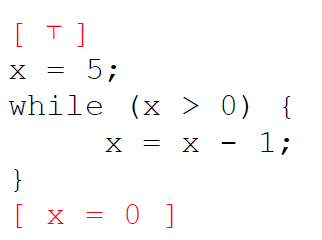 [ ⊤ ]
x = 5;
while (x > 0) {
x = x - 1;
}
[ x = 0 ]